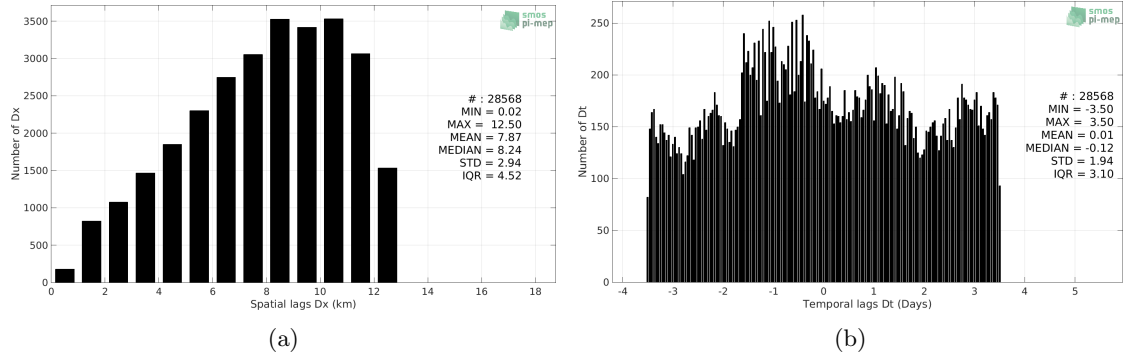 3500
3000
2500
2000
1500
1000
500
0
Number of Dx
0 2 4 6 8 10 12 14 16 18
Spatial lags Dx (km)
smos
pi-mep
# : 28568
MIN = 0.02
MAX = 12.50
MEAN = 7.87
MEDIAN = 8.24
STD = 2.94
IQR = 4.52
(a)
250
200
150
100
50
0
Number of Dt
-4 -3 -2 -1 0 1 2 3 4 5
Temporal lags Dt (Days)
smos
pi-mep
# : 28568
MIN = -3.50
MAX = 3.50
MEAN = 0.01
MEDIAN = -0.12
STD = 1.94
IQR = 3.10
(b)